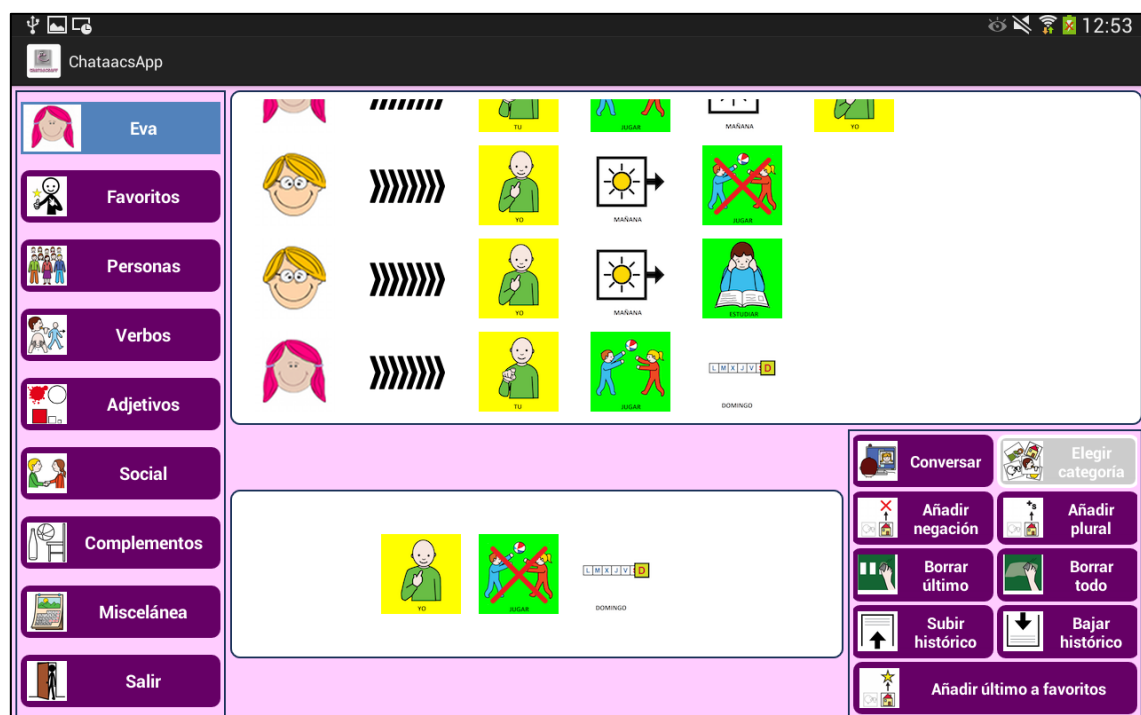 12:53
ChataacsApp
Eva
Favoritos
Personas
Verbos
Adjetivos
Social
Complementos
Miscelánea
Salir
TU JUGAR MAÑANA YO
YO MAÑANA JUGAR
YO MAÑANA ESTUDIAR
L M X J V D
TU JUGAR DOMINGO
L M X J V D
YO JUGAR DOMINGO
Conversar
Elegir
categoría
Añadir
negación
+s
Añadir
plural
Borrar
último
Borrar
todo
Subir
histórico
Bajar
histórico
Añadir último a favoritos